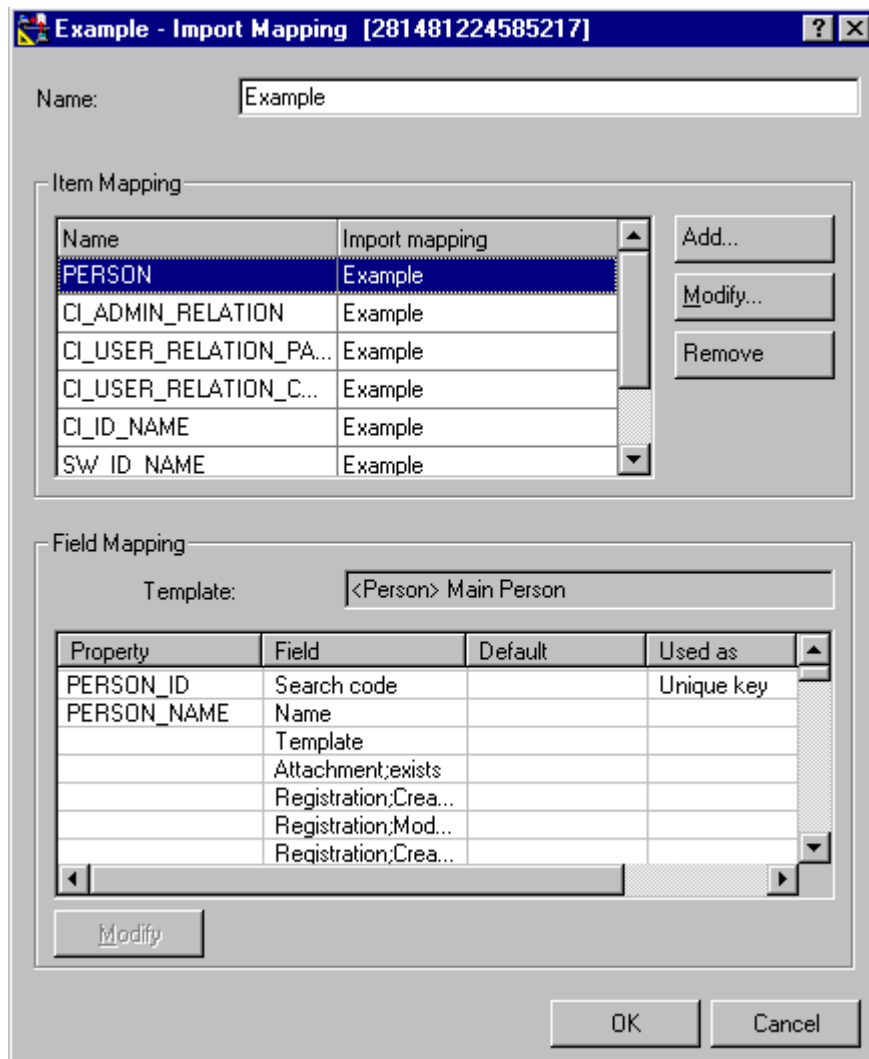 Example - Import Mapping [281481224585217]
Name: Example
Item Mapping
Name Import mapping
PERSON Example
CI_ADMIN_RELATION Example
CI_USER_RELATION_PA... Example
CI_USER_RELATION_C... Example
CI_ID_NAME Example
SW_ID_NAME Example
Add...
Modify...
Remove
Field Mapping
Template: <Person> Main Person
Property Field Default Used as
PERSON_ID Search code Unique key
PERSON_NAME Name
Template
Attachment;exists
Registration;Crea...
Registration;Mod...
Registration;Crea...
Modify
OK Cancel